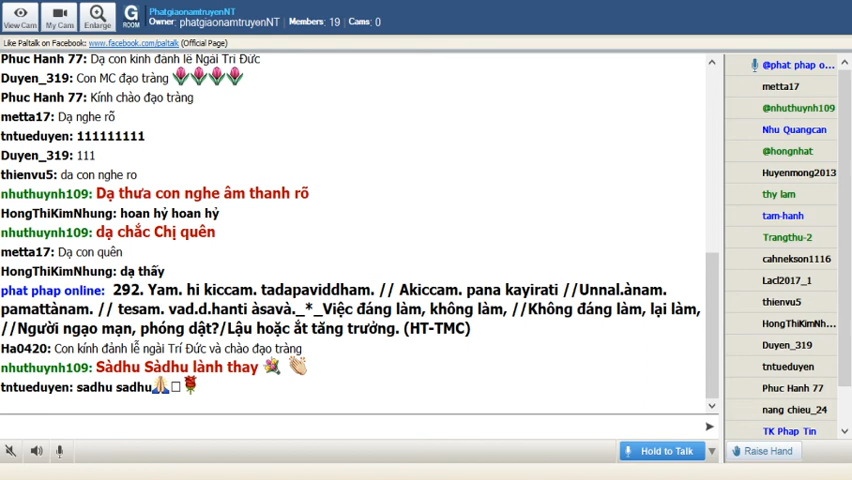 PhatgiaonamtruyenNT
Owner: phatgiaonamtruyenNT Members: 19 Cams: 0
View Cam My Cam Enlarge G ROOM
Like Paltalk on Facebook: www.facebook.com/paltalk (Official Page)
Phuc Hanh 77: Dạ con kính đảnh lễ Ngài Trí Đức
Duyen_319: Con MC đạo tràng
Phuc Hanh 77: Kính chào đạo tràng
metta17: Dạ nghe rõ
tntueduyen: 111111111
Duyen_319: 111
thienvu5: da con nghe ro
nhuthuynh109: Dạ thưa con nghe âm thanh rõ
HongThiKimNhung: hoan hỷ hoan hỷ
nhuthuynh109: dạ chắc Chị quên
metta17: Dạ con quên
HongThiKimNhung: dạ thấy
phat phap online: 292. Yam. hi kiccam. tadapaviddham. // Akiccam. pana kayirati //Unnal.ànam.
pamattànam. // tesam. vad.d.hanti àsavà._*_Việc đáng làm, không làm, //Không đáng làm, lại làm,
//Người ngạo mạn, phóng dật?/Lậu hoặc ắt tăng trưởng. (HT-TMC)
Ha0420: Con kính đảnh lễ ngài Trí Đức và chào đạo tràng
nhuthuynh109: Sàdhu Sàdhu lành thay
tntueduyen: sadhu sadhu
@phat phap o...
metta17
@nhuthuynh109
Nhu Quangcan
@hongnhat
Huyenmong2013
thy lam
tam-hanh
Trangthu-2
cahnekson1116
Lacl2017_1
thienvu5
HongThiKimNh...
Duyen_319
tntueduyen
Phuc Hanh 77
nang chieu_24
TK Phap Tin
Hold to Talk
Raise Hand